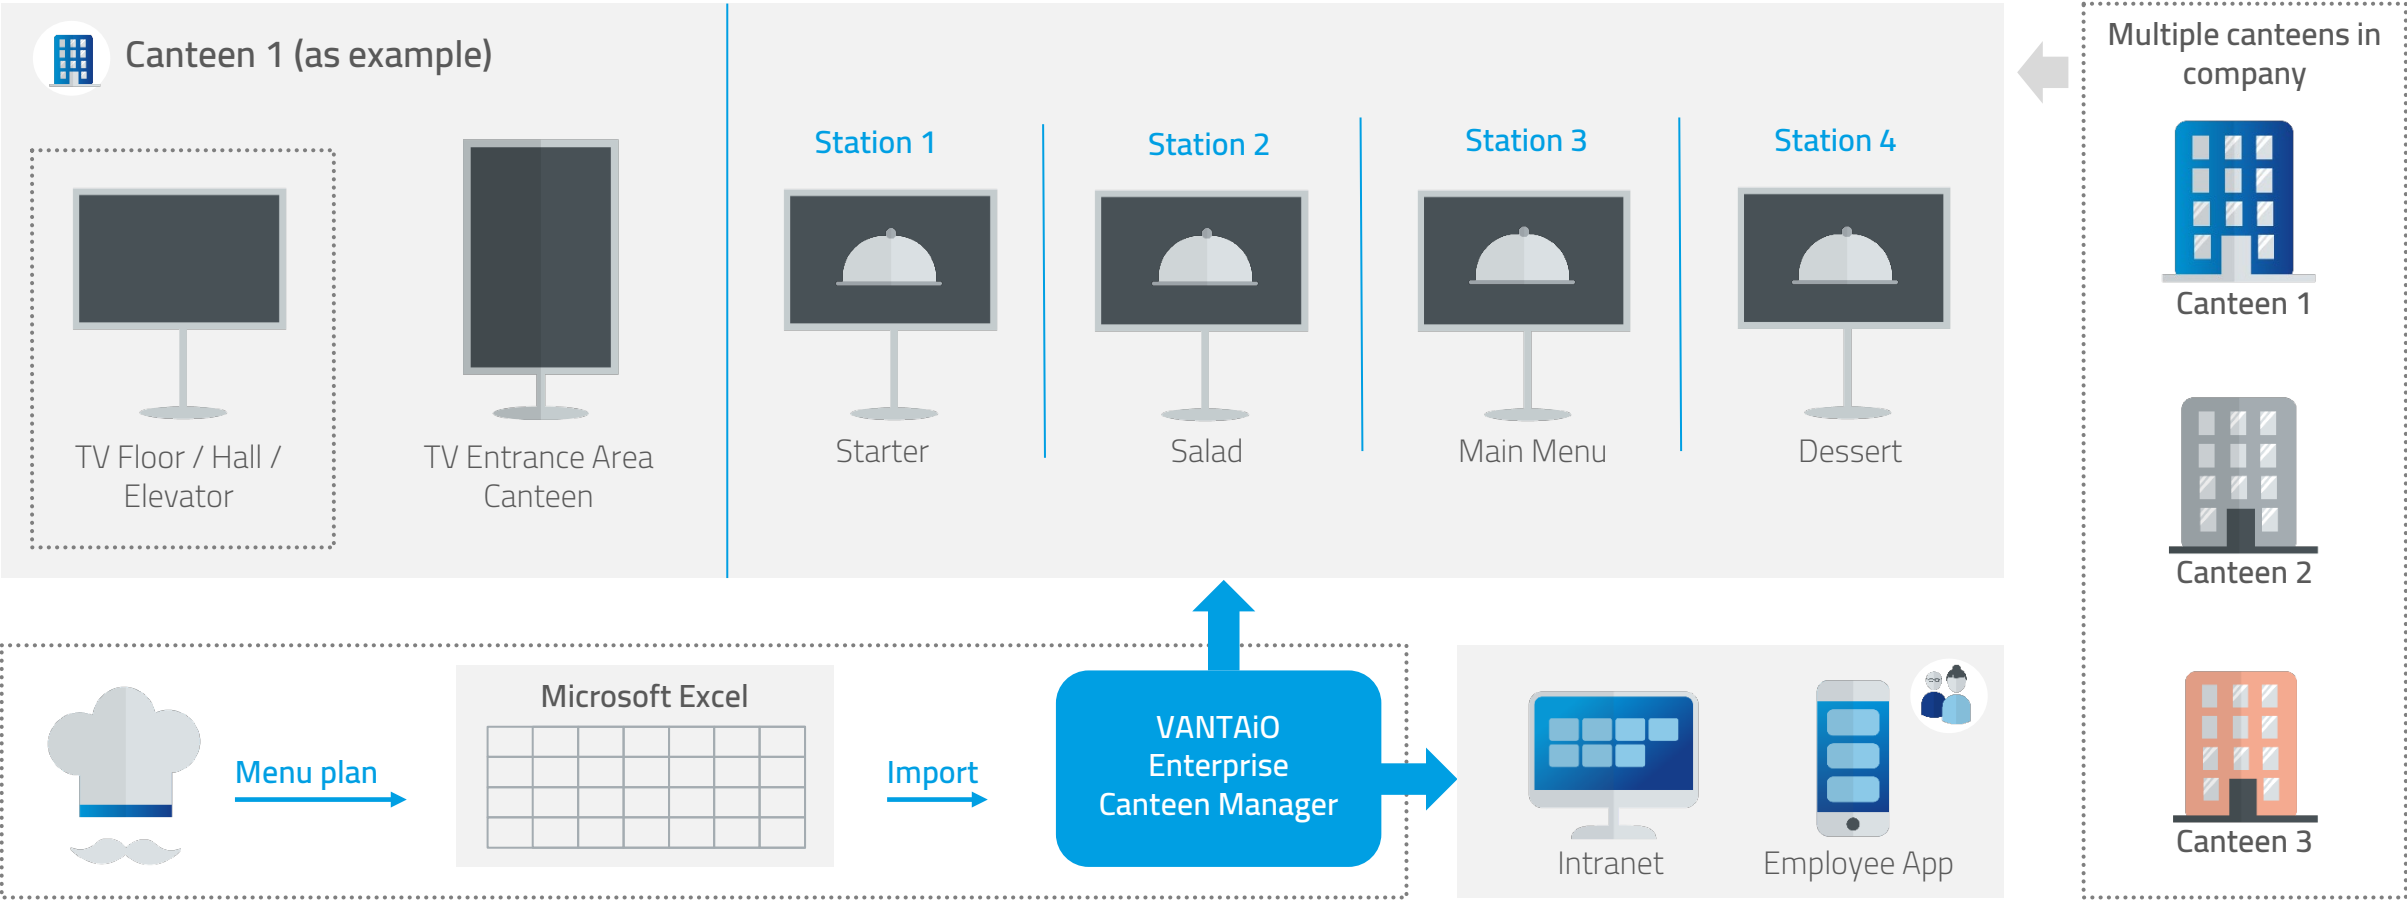 Canteen 1 (as example)
TV Floor / Hall /
Elevator
TV Entrance Area
Canteen
Station 1
Starter
Station 2
Salad
Station 3
Main Menu
Station 4
Dessert
Multiple canteens in
company
Canteen 1
Canteen 2
Canteen 3
Menu plan
Microsoft Excel
Import
VANTAiO
Enterprise
Canteen Manager
Intranet
Employee App